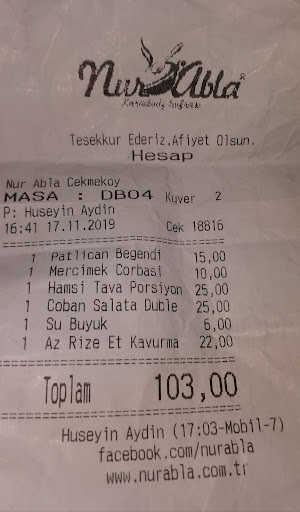 Nur Abla
Karadeniz Sofrası
Tesekkur Ederiz.Afiyet Olsun.
Hesap
Nur Abla Cekmekoy
MASA : DB04 Kuver 2
P: Huseyin Aydin
16:41 17.11.2019 Cek 18816
1 Patlican Begendi 15,00
1 Mercimek Corbasi 10,00
1 Hamsi Tava Porsiyon 25,00
1 Coban Salata Duble 25,00
1 Su Buyuk 6,00
1 Az Rize Et Kavurma 22,00
Toplam 103,00
Huseyin Aydin (17:03-Mobil-7)
facebook.com/nurabla
www.nurabla.com.tr